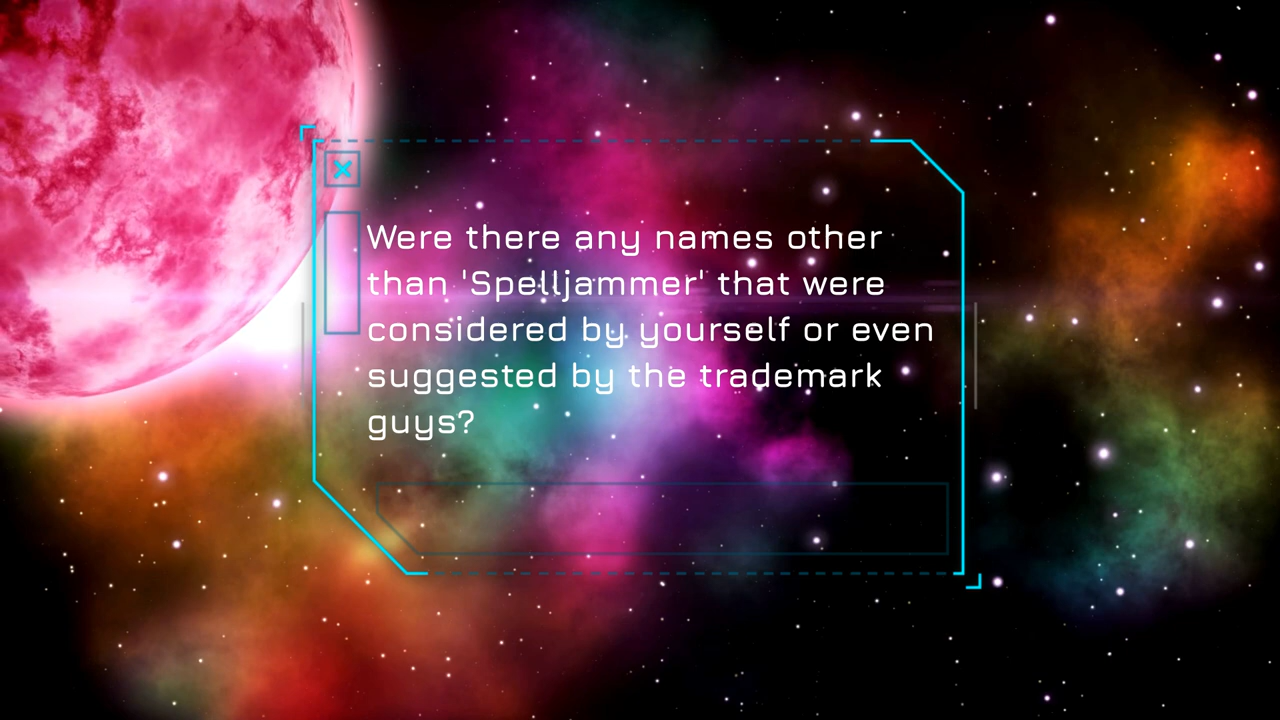 Were there any names other
than 'Spelljammer' that were
considered by yourself or even
suggested by the trademark
guys?